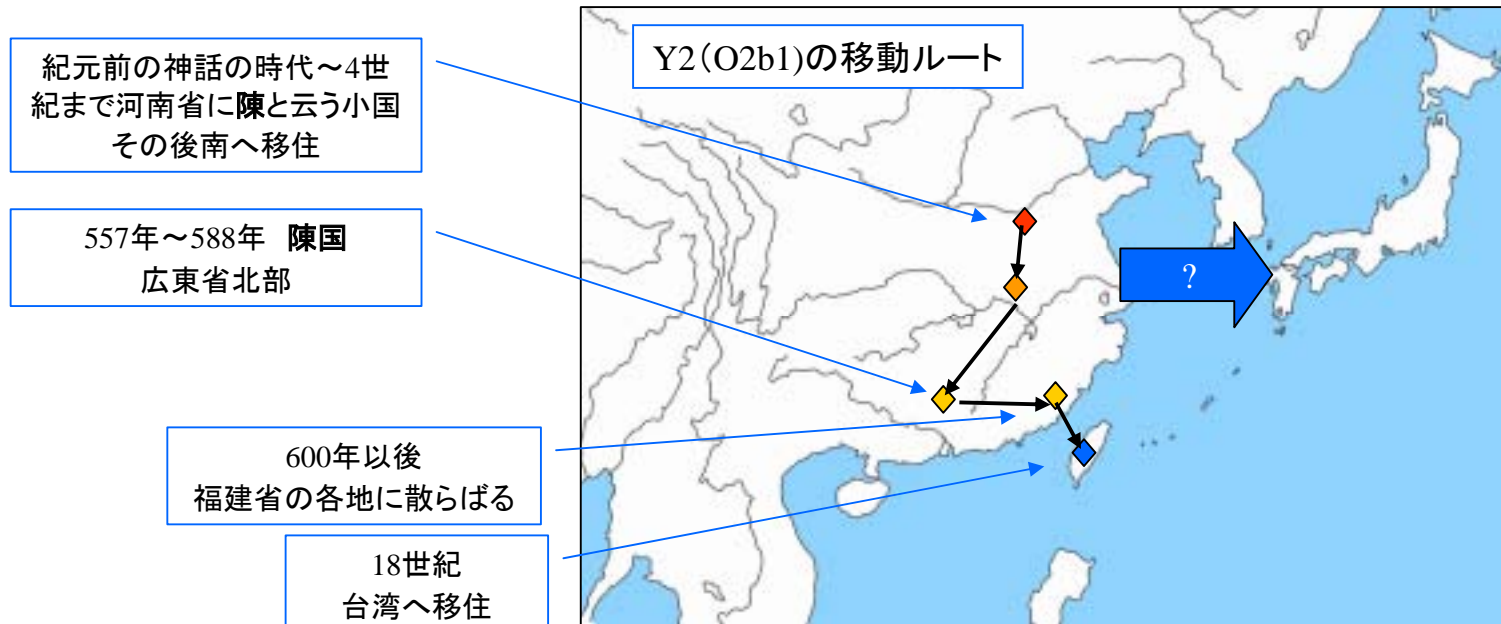 Y2(O2b1)の移動ルート
紀元前の神話の時代～4世
紀まで河南省に陳と云う小国
その後南へ移住
557年～588年 陳国
広東省北部
?
600年以後
福建省の各地に散らばる
18世紀
台湾へ移住